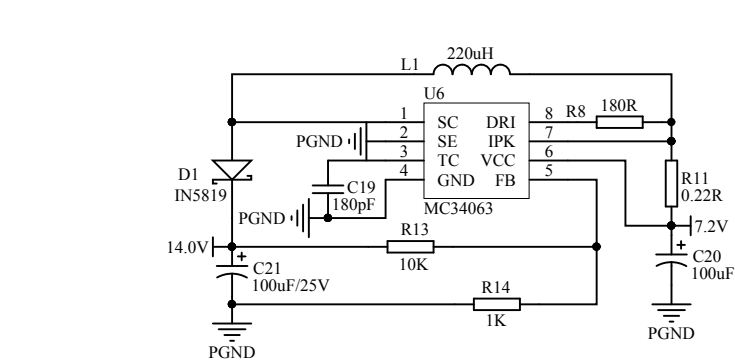 L1 220uH
U6
1 SC DRI 8 R8 180R
PGND 2 SE IPK 7
3 TC VCC 6
4 GND FB 5
D1
IN5819
C19
180pF
MC34063
R11
0.22R
PGND
7.2V
14.0V
R13
10K
C21
100uF/25V
C20
100uF
R14
1K
PGND
PGND